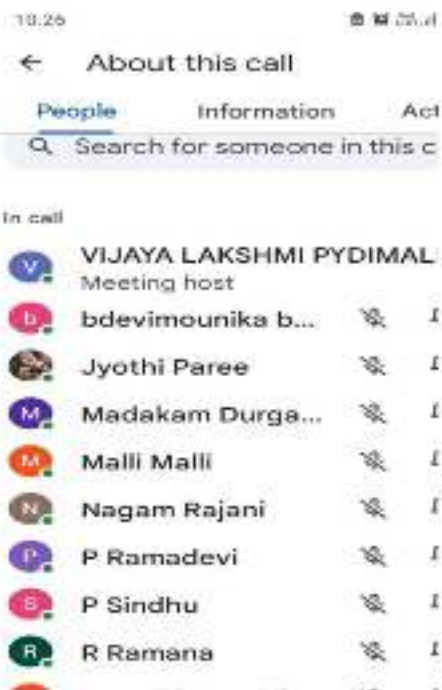 10:26
About this call
People Information Act
Search for someone in this c
In call
V VIJAYA LAKSHMI PYDIMAL
Meeting host
b bdevimounika b...
Jyothi Paree
M Madakam Durga...
M Malli Malli
N Nagam Rajani
P P Ramadevi
S P Sindhu
R R Ramana